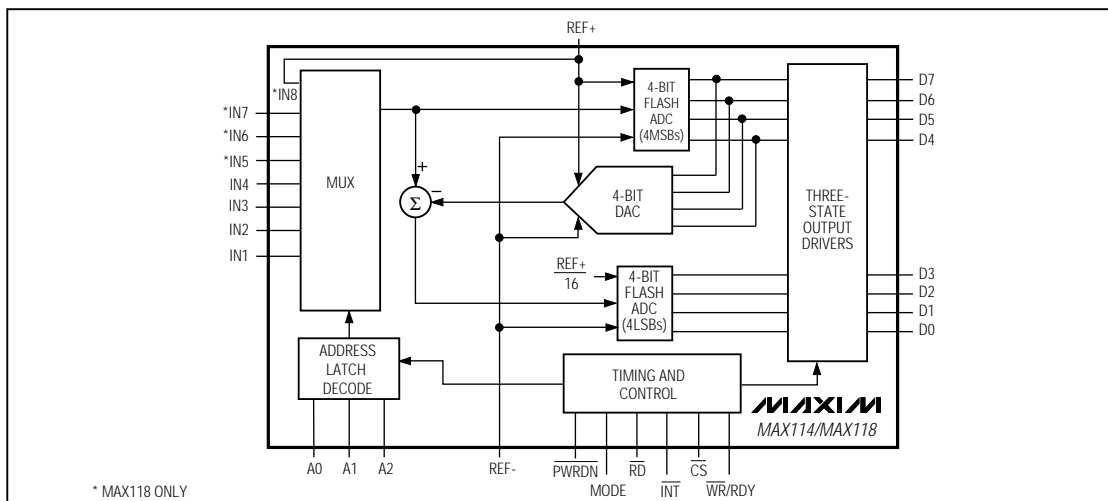 REF+
*IN8
*IN7
*IN6
*IN5
IN4
IN3
IN2
IN1
MUX
+
−
Σ
4-BIT
FLASH
ADC
(4MSBs)
4-BIT
DAC
REF+
16
4-BIT
FLASH
ADC
(4LSBs)
THREE-
STATE
OUTPUT
DRIVERS
D7
D6
D5
D4
D3
D2
D1
D0
ADDRESS
LATCH
DECODE
TIMING AND
CONTROL
MAXIM
MAX114/MAX118
A0
A1
A2
REF-
PWRDN
MODE
RD
INT
CS
WR/RDY
* MAX118 ONLY